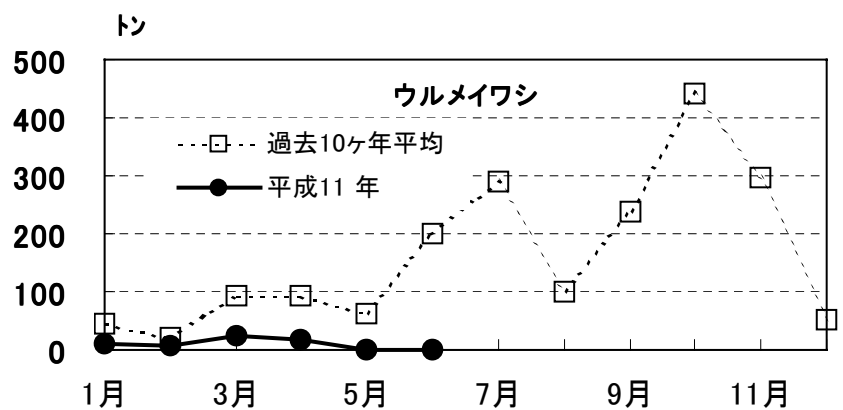 トン
500
ウルメイワシ
400
過去10ヶ年平均
300
平成11 年
200
100
0
1月 3月 5月 7月 9月 11月